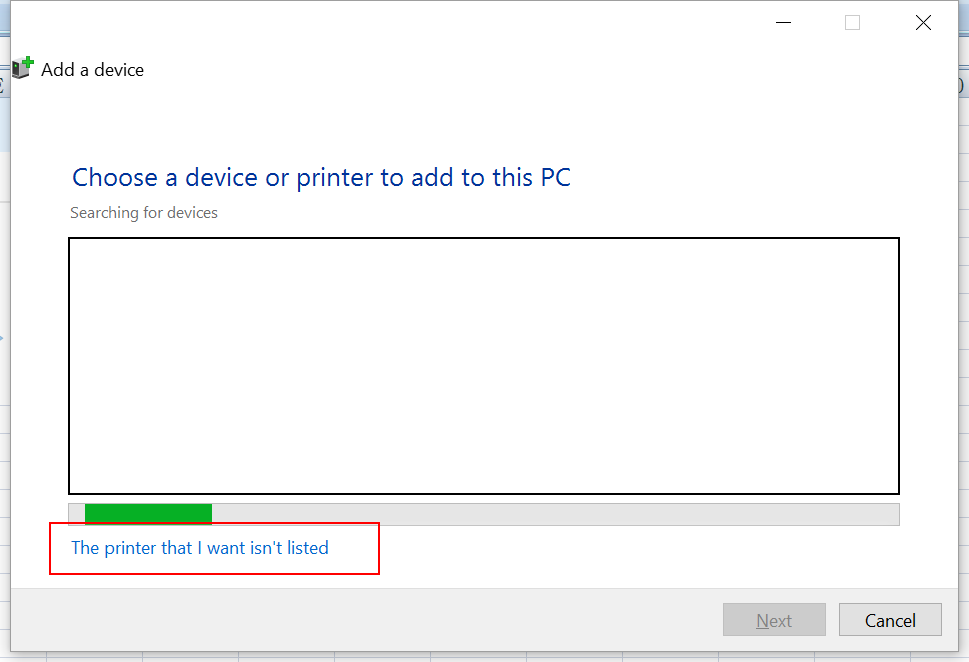 Add a device
Choose a device or printer to add to this PC
Searching for devices
The printer that I want isn't listed
Next
Cancel